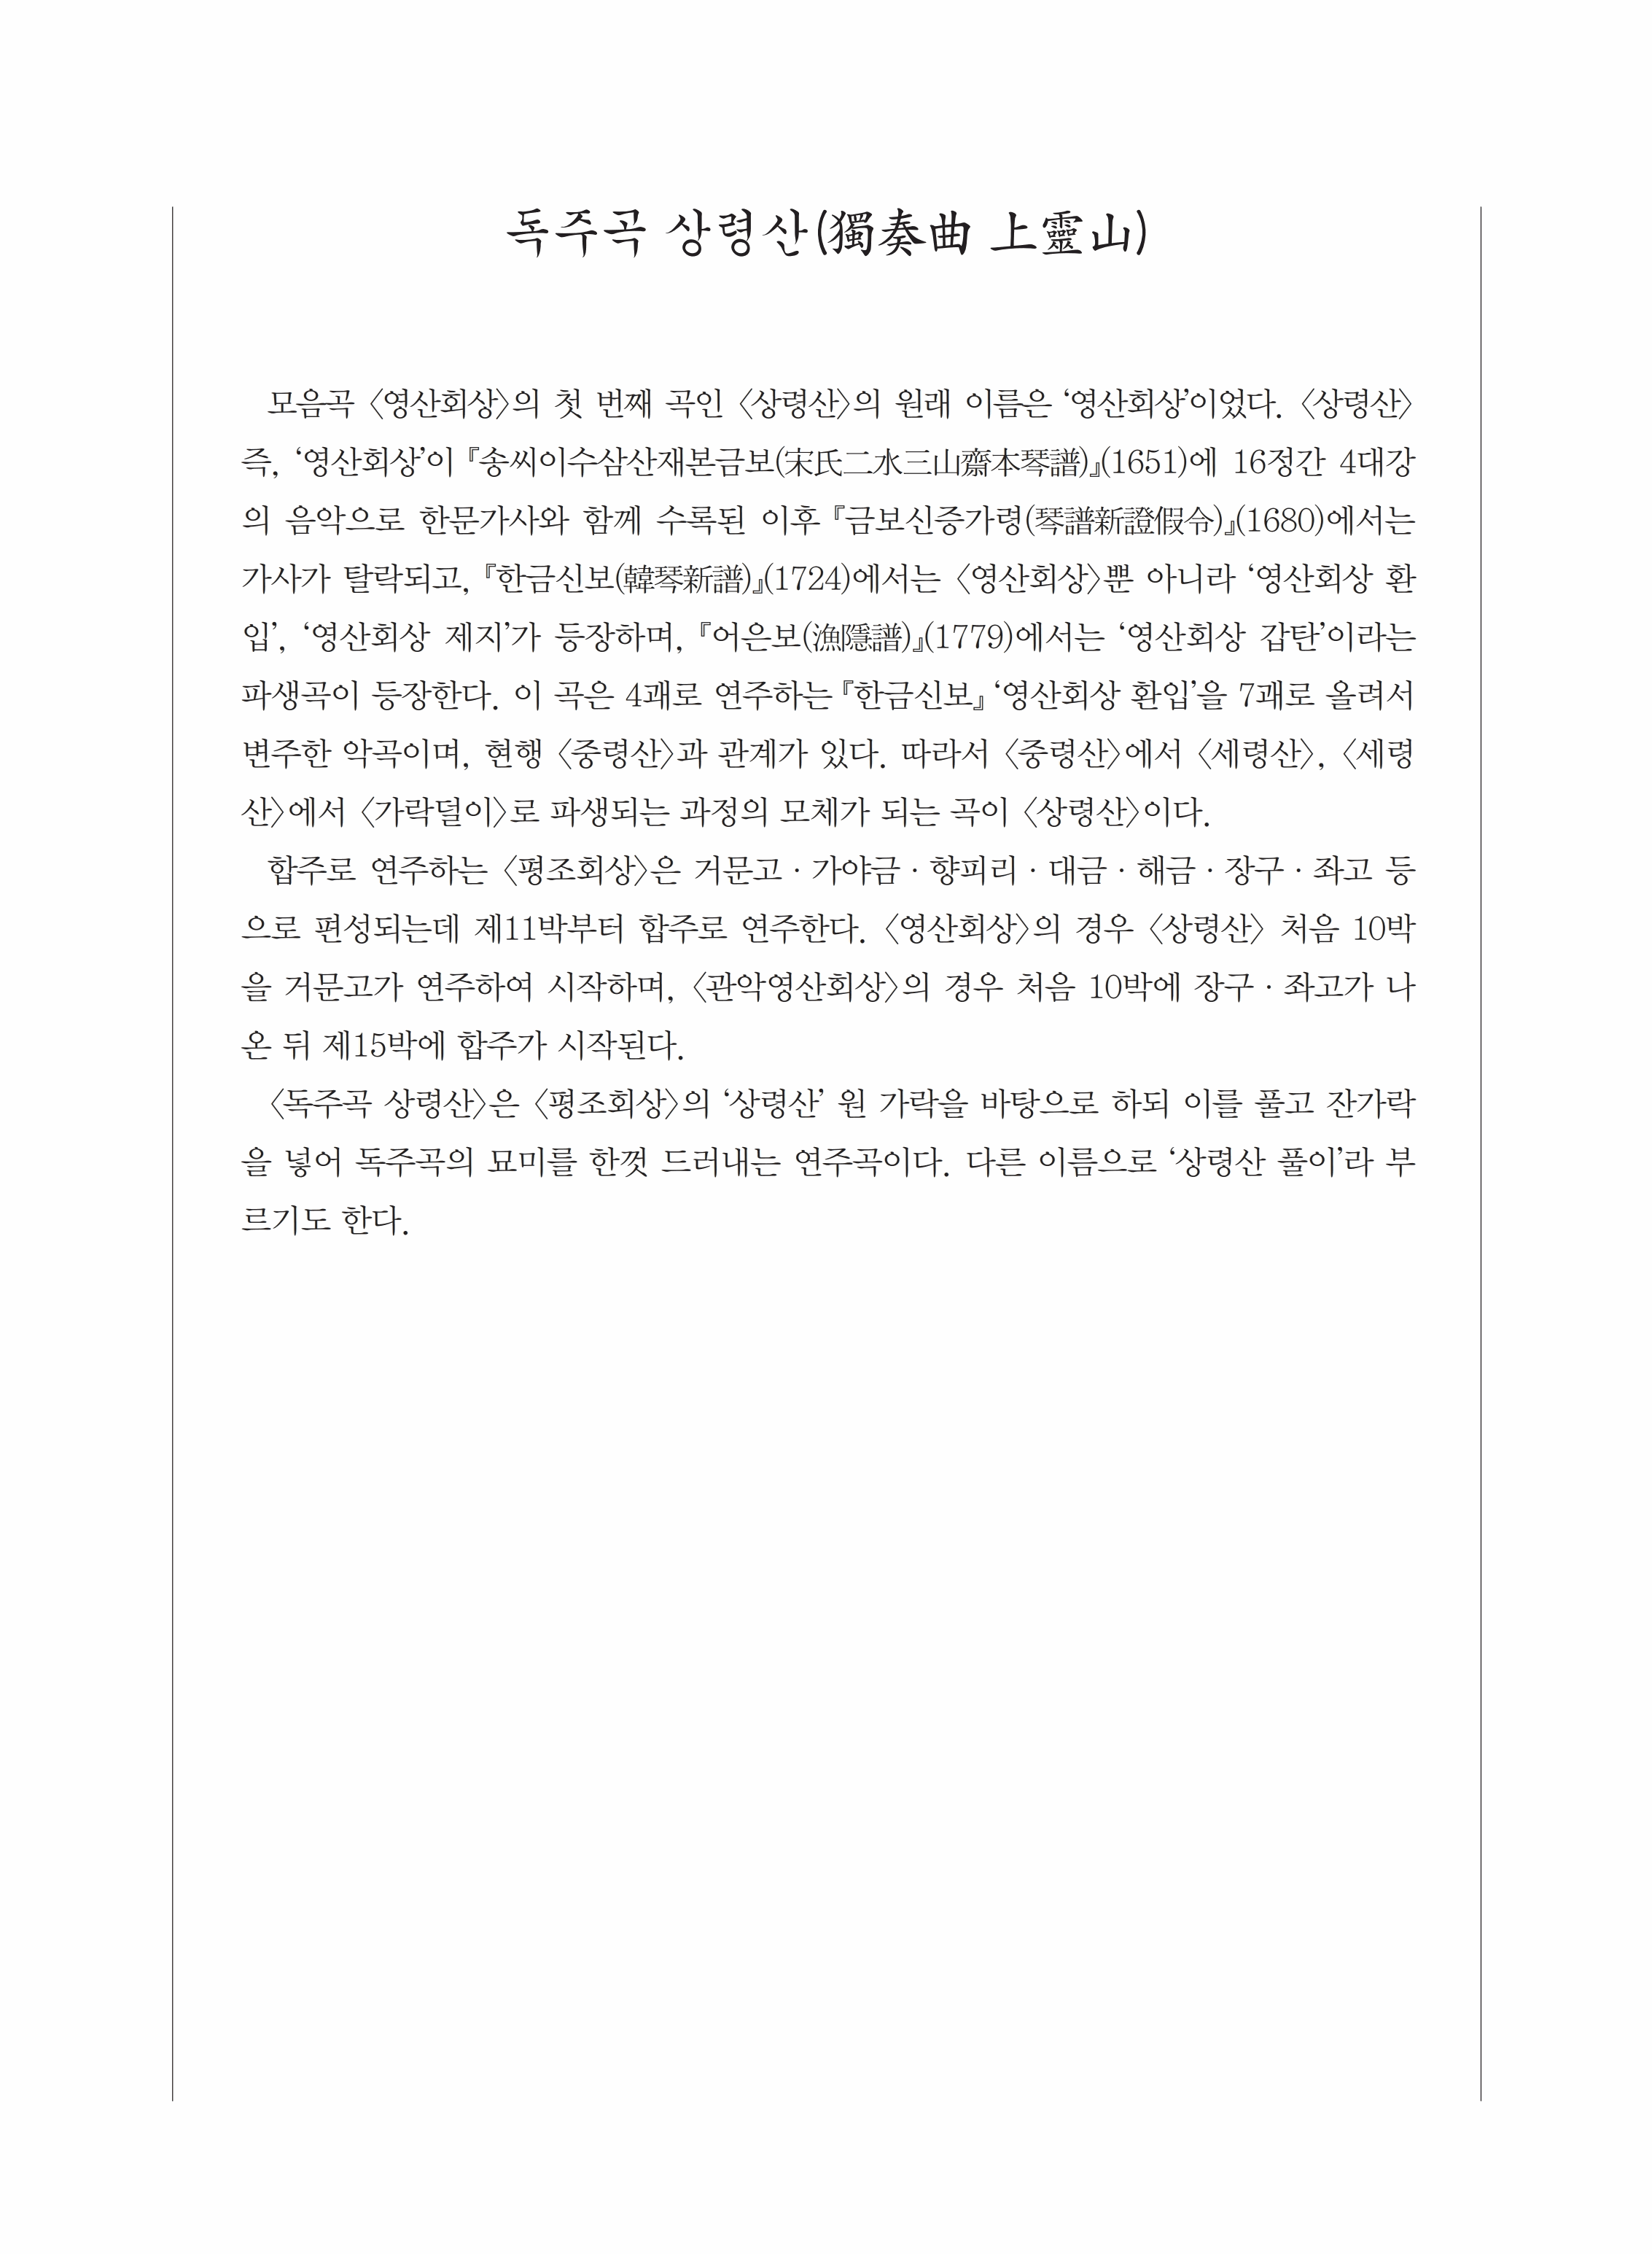 독주곡 상령산(獨奏曲 上靈山)
모음곡 〈영산회상〉의 첫 번째 곡인 〈상령산〉의 원래 이름은 ‘영산회상’이었다. 〈상령산〉
즉, ‘영산회상’이 『송씨이수삼산재본금보(宋氏二水三山齋本琴譜)』(1651)에 16정간 4대강
의 음악으로 한문가사와 함께 수록된 이후 『금보신증가령(琴譜新證假令)』(1680)에서는
가사가 탈락되고, 『한금신보(韓琴新譜)』(1724)에서는 〈영산회상〉뿐 아니라 ‘영산회상 환
입’, ‘영산회상 제지’가 등장하며, 『어은보(漁隱譜)』(1779)에서는 ‘영산회상 갑탄’이라는
파생곡이 등장한다. 이 곡은 4괘로 연주하는 『한금신보』 ‘영산회상 환입’을 7괘로 올려서
변주한 악곡이며, 현행 〈중령산〉과 관계가 있다. 따라서 〈중령산〉에서 〈세령산〉, 〈세령
산〉에서 〈가락덜이〉로 파생되는 과정의 모체가 되는 곡이 〈상령산〉이다.
합주로 연주하는 〈평조회상〉은 거문고 · 가야금 · 향피리 · 대금 · 해금 · 장구 · 좌고 등
으로 편성되는데 제11박부터 합주로 연주한다. 〈영산회상〉의 경우 〈상령산〉 처음 10박
을 거문고가 연주하여 시작하며, 〈관악영산회상〉의 경우 처음 10박에 장구 · 좌고가 나
온 뒤 제15박에 합주가 시작된다.
〈독주곡 상령산〉은 〈평조회상〉의 ‘상령산’ 원 가락을 바탕으로 하되 이를 풀고 잔가락
을 넣어 독주곡의 묘미를 한껏 드러내는 연주곡이다. 다른 이름으로 ‘상령산 풀이’라 부
르기도 한다.